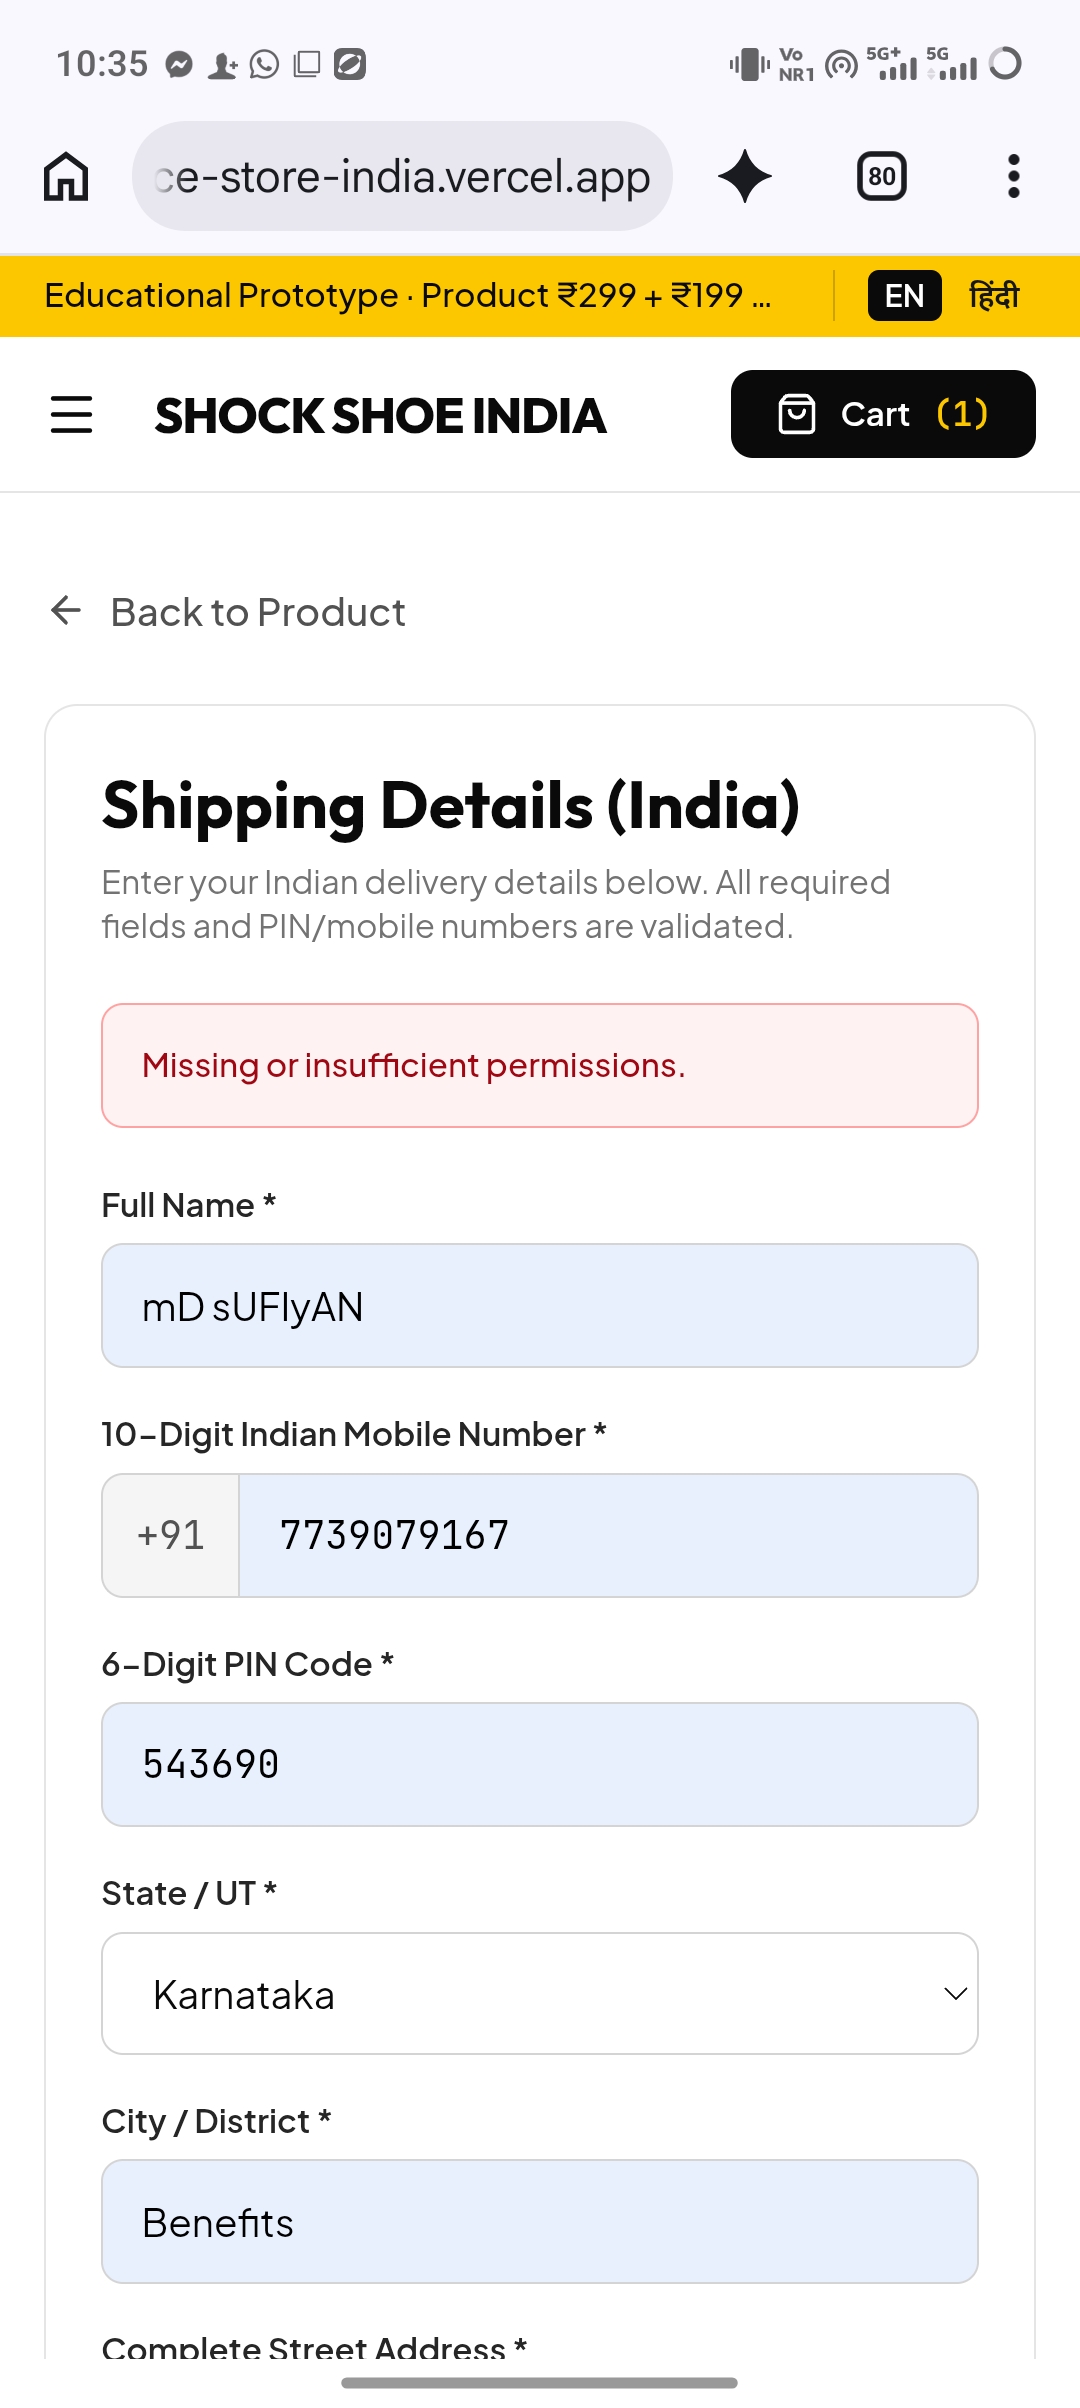 10:35
Vo NR1 5G+ 5G
ce-store-india.vercel.app
80
Educational Prototype · Product ₹299 + ₹199 ...
EN
हिंदी
SHOCK SHOE INDIA
Cart (1)
Back to Product
Shipping Details (India)
Enter your Indian delivery details below. All required
fields and PIN/mobile numbers are validated.
Missing or insufficient permissions.
Full Name *
mD sUFIyAN
10-Digit Indian Mobile Number *
+91 7739079167
6-Digit PIN Code *
543690
State / UT *
Karnataka
City / District *
Benefits
Complete Street Address *